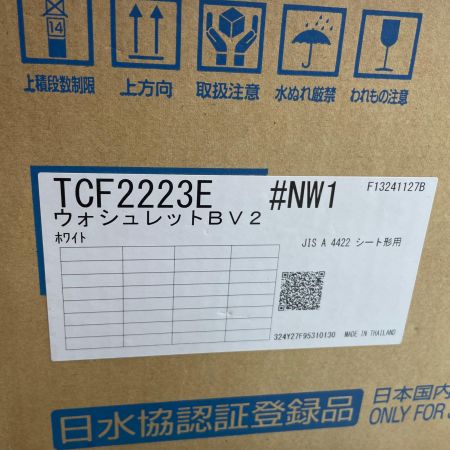 14
上積段数制限 上方向 取扱注意 水ぬれ厳禁 われもの注意
TCF2223E #NW1 F13241127B
ウォシュレットBV2
ホワイト
JIS A 4422 シート形用
324Y27F95310130 MADE IN THAILAND
日本国内
日水協認証登録品 ONLY FOR